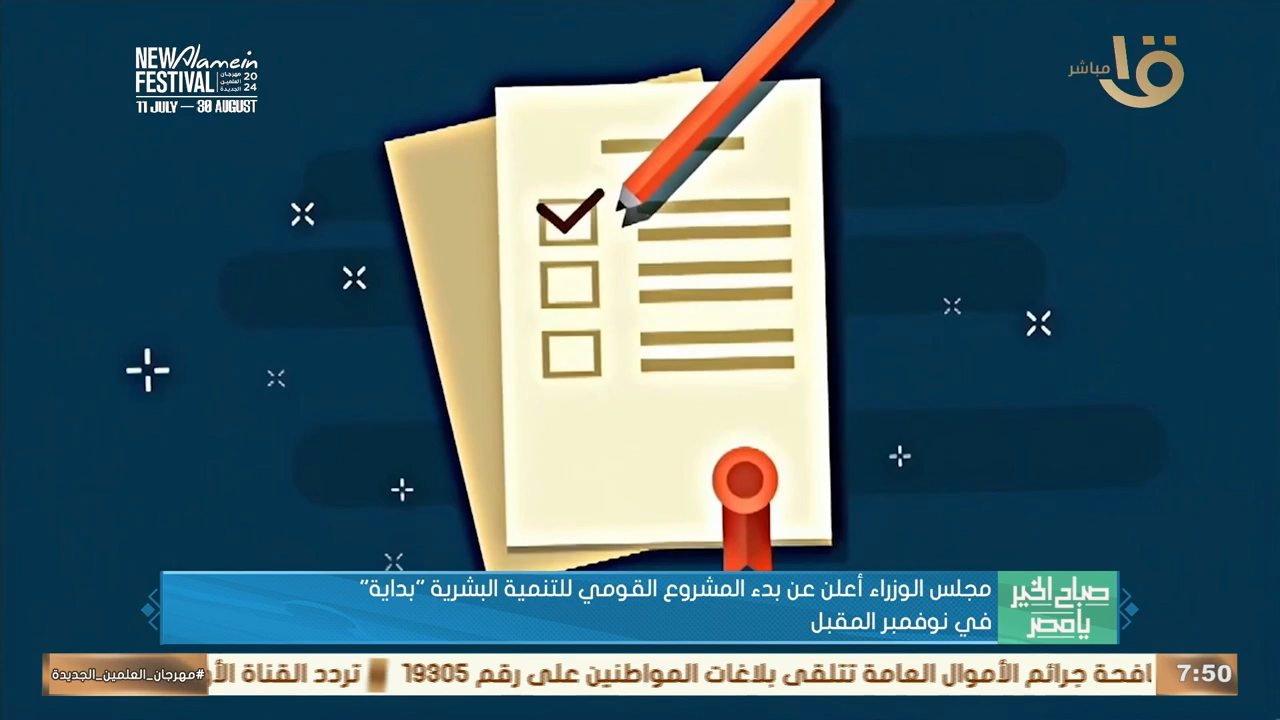 NEW Alamein
FESTIVAL
مهرجان
العلمين
الجديدة
20
24
11 JULY — 30 AUGUST
مباشر
صباح الخير
يا مصر
مجلس الوزراء أعلن عن بدء المشروع القومي للتنمية البشرية "بداية"
في نوفمبر المقبل
7:50
افحة جرائم الأموال العامة تتلقى بلاغات المواطنين على رقم 19305
تردد القناة
#مهرجان_العلمين_الجديدة